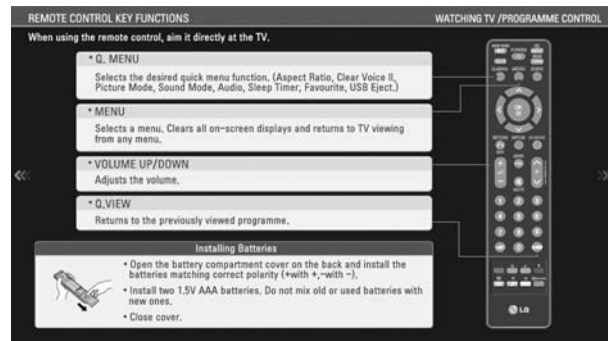 REMOTE CONTROL KEY FUNCTIONS
WATCHING TV /PROGRAMME CONTROL
When using the remote control, aim it directly at the TV.
• Q. MENU
Selects the desired quick menu function. (Aspect Ratio, Clear Voice II,
Picture Mode, Sound Mode, Audio, Sleep Timer, Favourite, USB Eject.)
• MENU
Selects a menu. Clears all on-screen displays and returns to TV viewing
from any menu.
• VOLUME UP/DOWN
Adjusts the volume.
• Q.VIEW
Returns to the previously viewed programme.
Installing Batteries
• Open the battery compartment cover on the back and install the
batteries matching correct polarity (+with +,-with -).
• Install two 1.5V AAA batteries. Do not mix old or used batteries with
new ones.
• Close cover.
LG